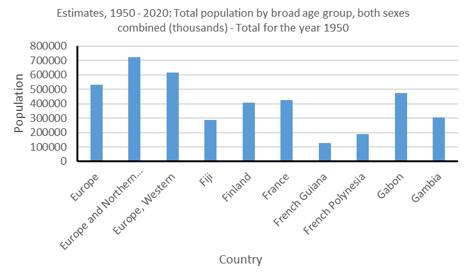 Estimates, 1950 - 2020: Total population by broad age group, both sexes
combined (thousands) - Total for the year 1950
Population
800000
700000
600000
500000
400000
300000
200000
100000
0
Europe
Europe and Northern...
Europe, Western
Fiji
Finland
France
French Guiana
French Polynesia
Gabon
Gambia
Country